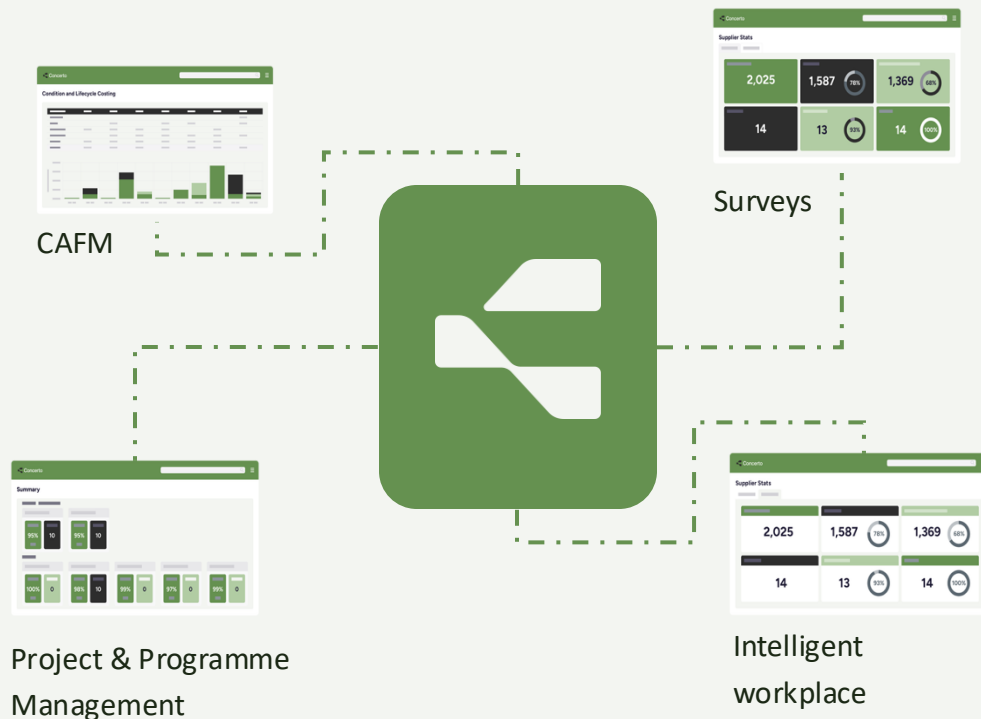 Concerto
Condition and Lifecycle Costing
CAFM
Concerto
Supplier Stats
2,025
1,587
78%
1,369
68%
14
13
93%
14
100%
Surveys
Concerto
Summary
95%
10
95%
10
100%
0
98%
10
99%
0
97%
0
99%
0
Project & Programme
Management
Concerto
Supplier Stats
2,025
1,587
78%
1,369
68%
14
13
93%
14
100%
Intelligent
workplace